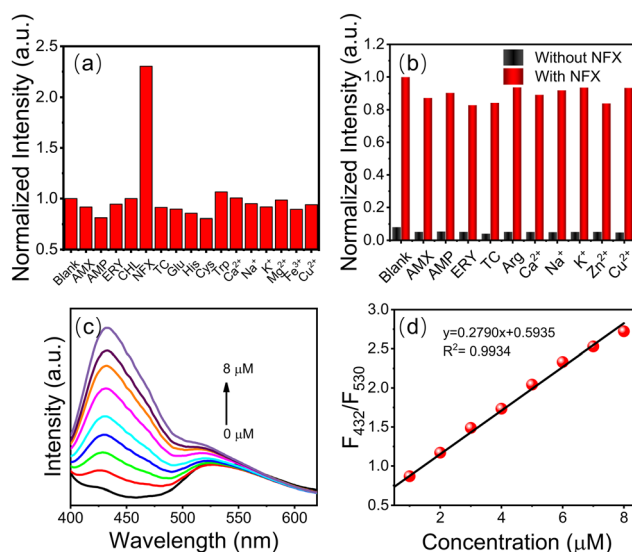 (a)
Normalized Intensity (a.u.)
2.5
2.0
1.5
1.0
0.5
Blank AMX AMP ERY CHL NFX TC Glu His Cys Trp Ca²⁺ Na⁺ K⁺ Mg²⁺ Fe³⁺ Cu²⁺
(b)
Without NFX
With NFX
Normalized Intensity (a.u.)
1.2
1.0
0.8
0.6
0.4
0.2
0.0
Blank AMX AMP ERY TC Arg Ca²⁺ Na⁺ K⁺ Zn²⁺ Cu²⁺
(c)
8 μM
0 μM
Intensity (a.u.)
400 450 500 550 600
Wavelength (nm)
(d)
y=0.2790x+0.5935
R²= 0.9934
F₄₃₂/F₅₃₀
3.0
2.5
2.0
1.5
1.0
0.5
2 4 6 8
Concentration (μM)